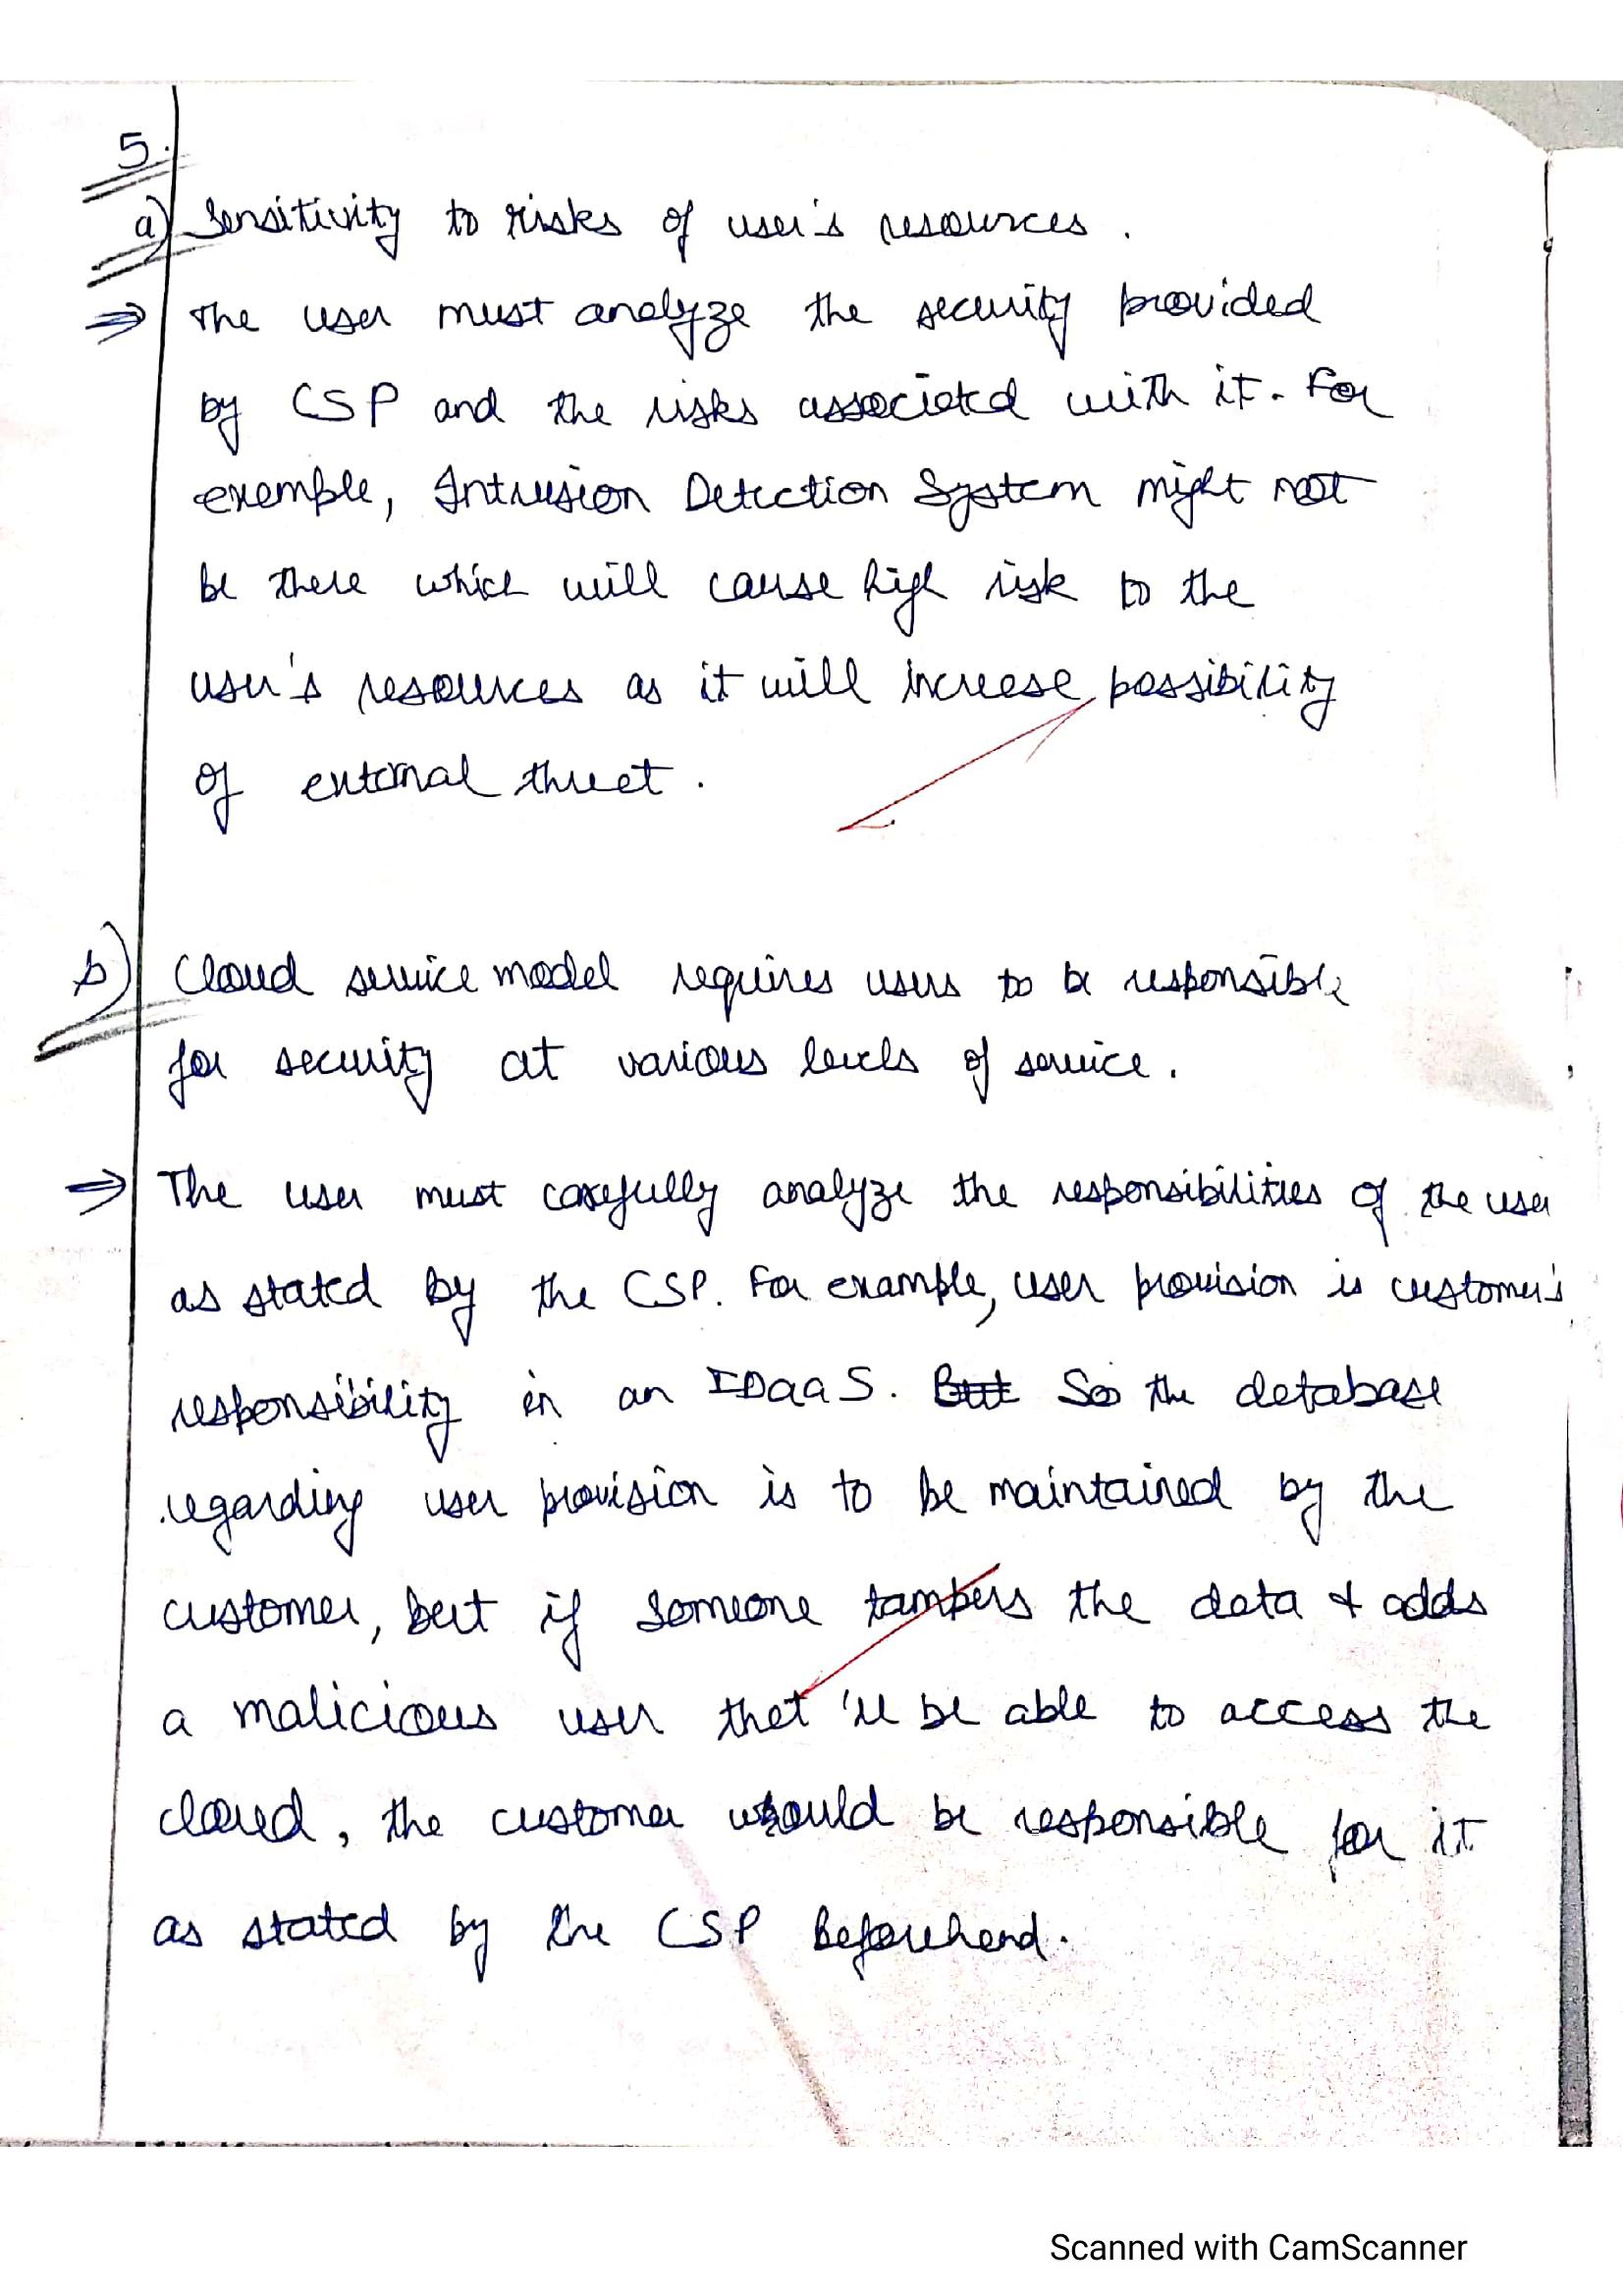 5.
a) Sensitivity to risks of user's resources.
⇒ The user must analyze the security provided
by CSP and the risks associated with it. For
example, Intrusion Detection System might not
be there which will cause high risk to the
user's resources as it will increase possibility
of external threat.
b) Cloud service model requires users to be responsible
for security at various levels of service.
⇒ The user must carefully analyze the responsibilities of the user
as stated by the CSP. For example, user provision is customer's
responsibility in an IDaaS. But So the database
regarding user provision is to be maintained by the
customer, but if someone tampers the data & adds
a malicious user that 'll be able to access the
cloud, the customer would be responsible for it
as stated by the CSP beforehand.
Scanned with CamScanner